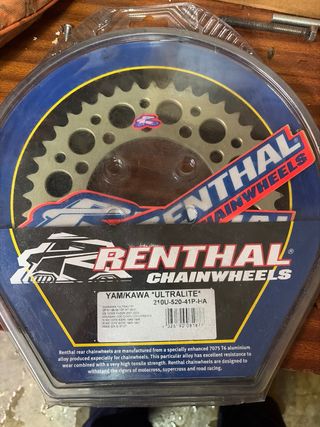 RENTHAL
CHAINWHEELS
RENTHAL
CHAINWHEELS
YAM/KAWA "ULTRALITE"
210U-520-41P-HA
Renthal rear chainwheels are manufactured from a specially enhanced 7075 T6 aluminium
alloy produced exclusively for Renthal. This particular alloy has excellent resistance to
wear combined with a very high tensile strength. Renthal chainwheels are designed to
withstand the rigors of motocross, supercross and road racing.